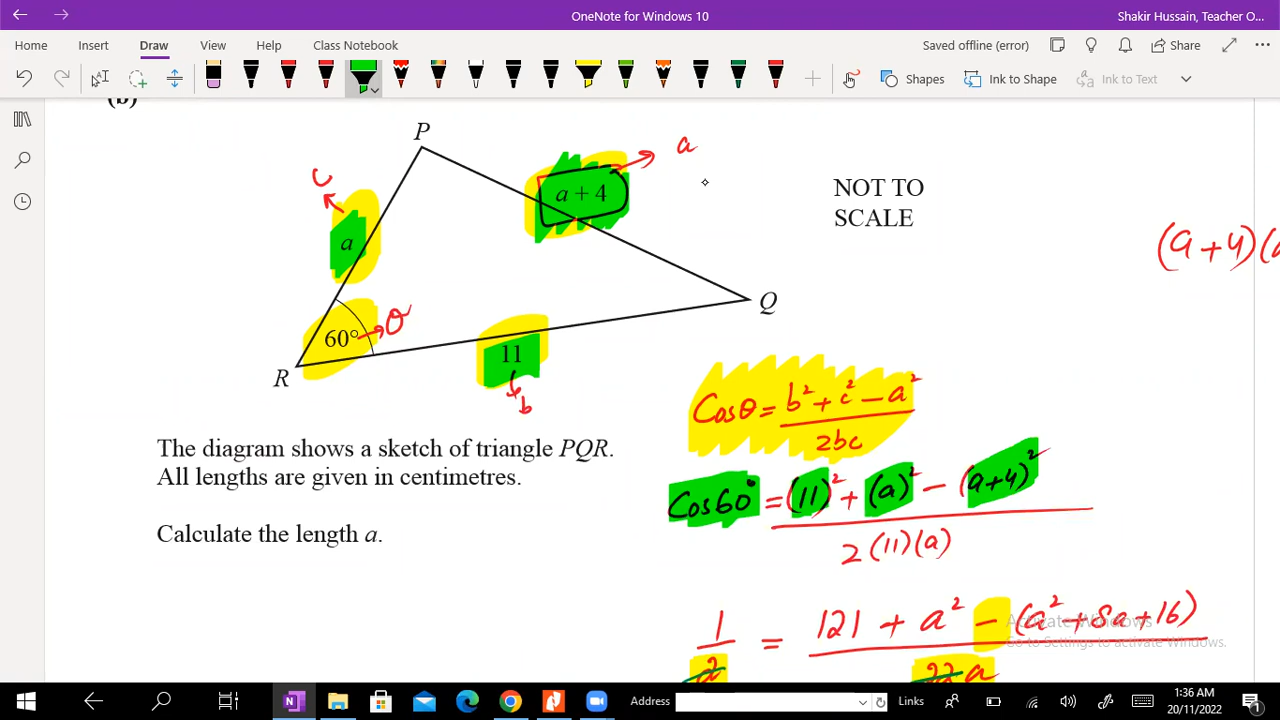 OneNote for Windows 10
Shakir Hussain, Teacher O...
Home Insert Draw View Help Class Notebook
Saved offline (error) Share
Shapes Ink to Shape Ink to Text
(b)
P
a
c
a + 4
NOT TO
SCALE
a
(a+4)(a
60° θ
Q
11
R
b
Cosθ = b² + c² - a² / 2bc
The diagram shows a sketch of triangle PQR.
All lengths are given in centimetres.
Cos60° = (11)² + (a)² - (a+4)² / 2(11)(a)
Calculate the length a.
1/2 = 121 + a² - (a² + 8a + 16) / 22a
Activate Windows
Go to Settings to activate Windows.
Address Links
1:36 AM
20/11/2022
1